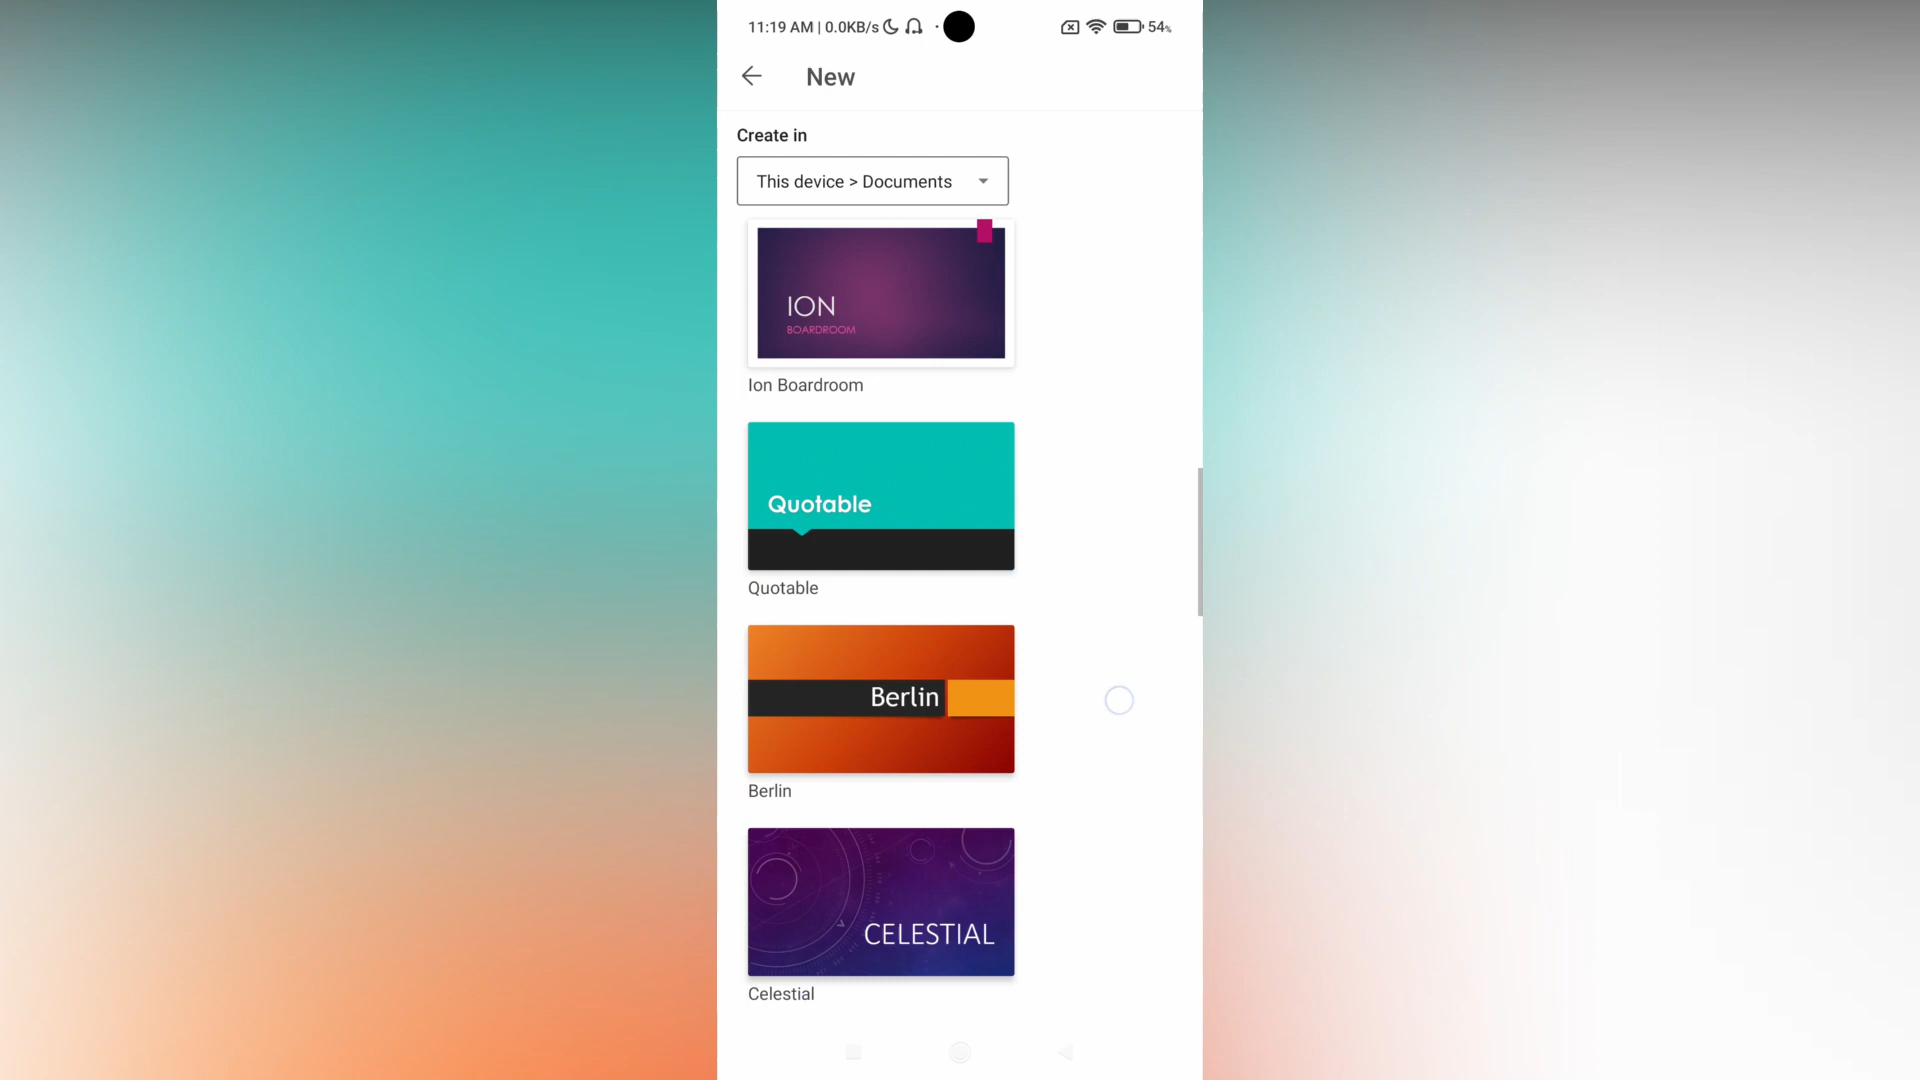 11:19 AM | 0.0KB/s
54%
New
Create in
This device > Documents
ION
BOARDROOM
Ion Boardroom
Quotable
Quotable
Berlin
Berlin
CELESTIAL
Celestial